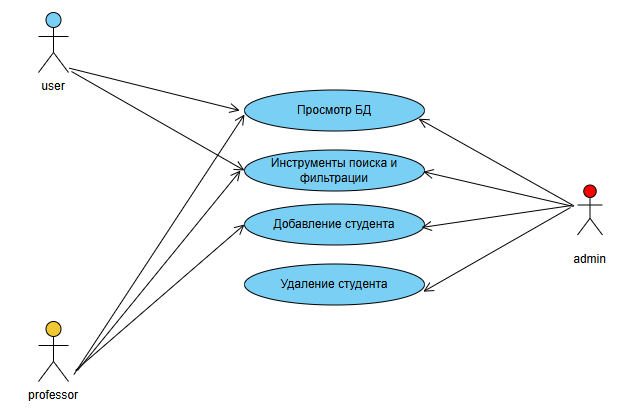 user
Просмотр БД
Инструменты поиска и
фильтрации
Добавление студента
Удаление студента
admin
professor